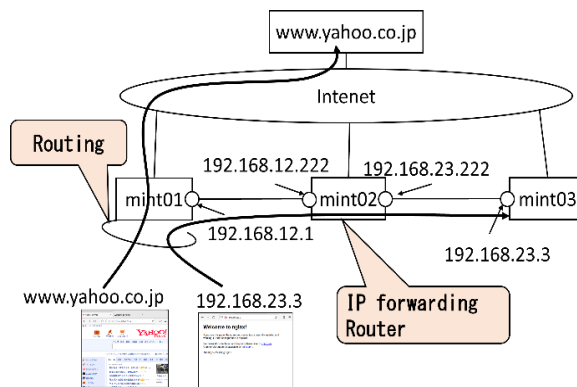 www.yahoo.co.jp
Intenet
Routing
192.168.12.222
192.168.23.222
mint01
mint02
mint03
192.168.12.1
192.168.23.3
www.yahoo.co.jp
192.168.23.3
IP forwarding
Router
Welcome to nginx!